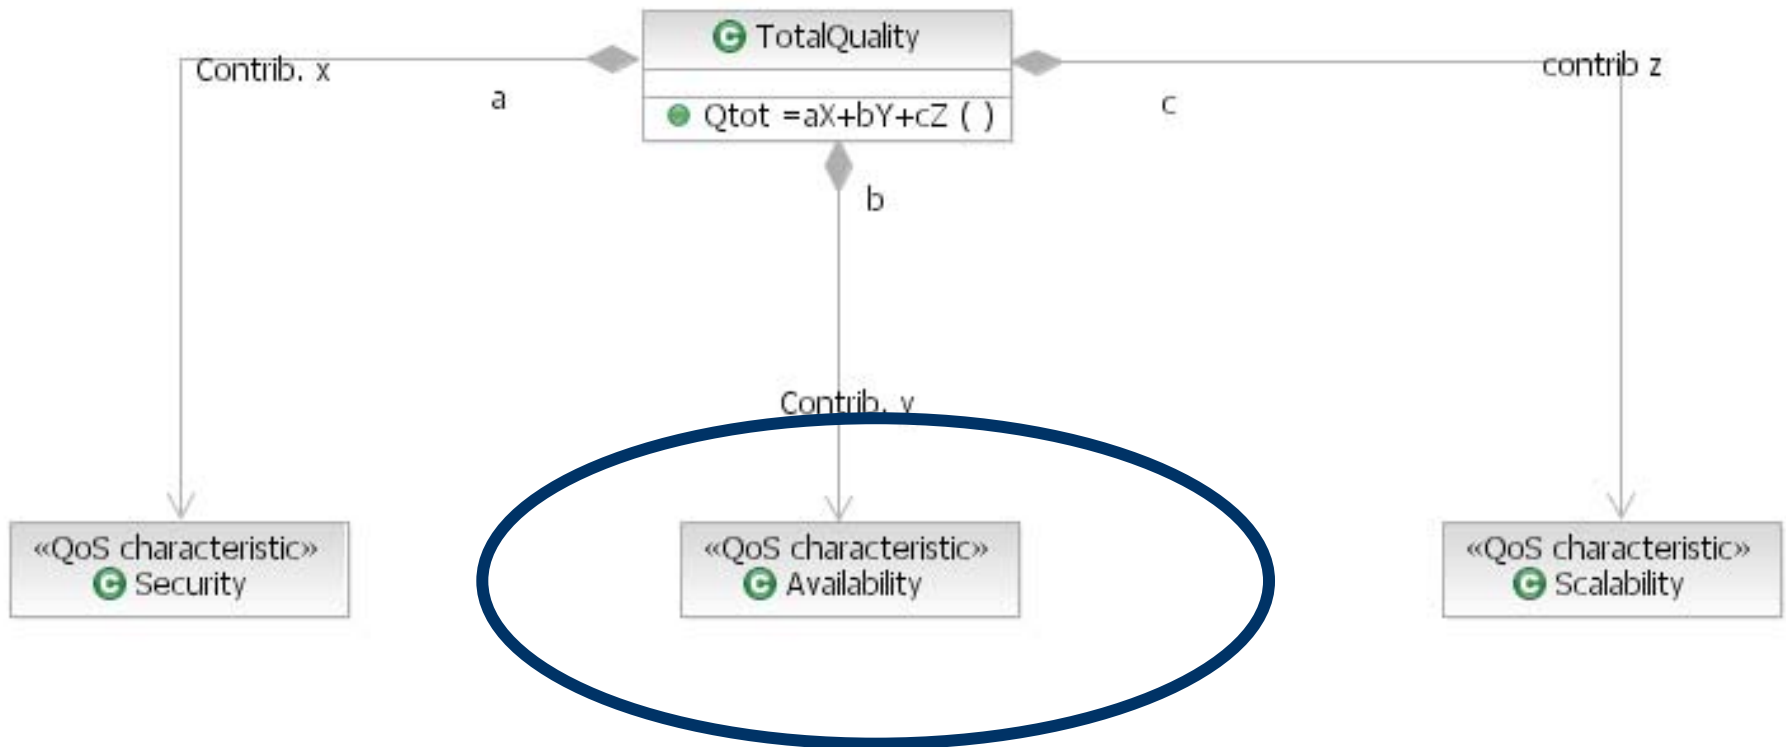 TotalQuality
Contrib. x
contrib z
a
c
Qtot =aX+bY+cZ ( )
b
Contrib. y
«QoS characteristic»
Security
«QoS characteristic»
Availability
«QoS characteristic»
Scalability